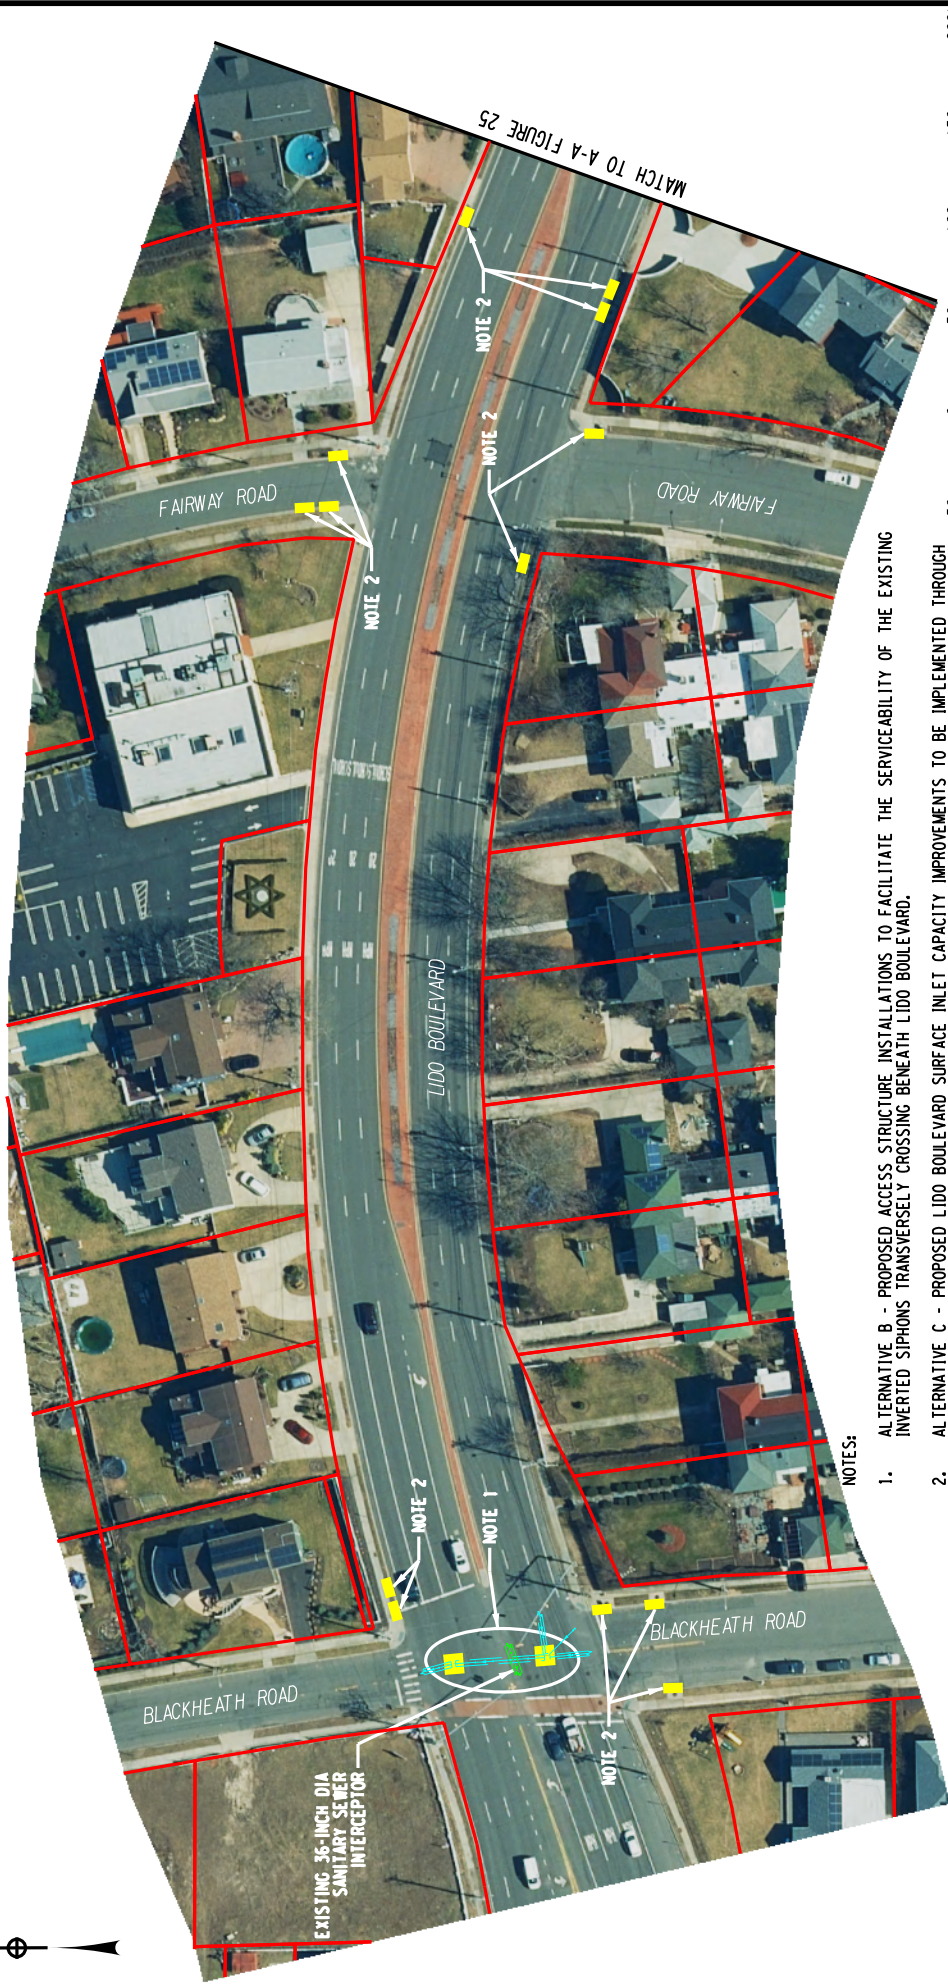 MATCH TO A-A FIGURE 25
NOTE 2
NOTE 2
FAIRWAY ROAD
FAIRWAY ROAD
NOTE 2
LIDO BOULEVARD
NOTE 2
NOTE 1
BLACKHEATH ROAD
BLACKHEATH ROAD
NOTE 2
EXISTING 36-INCH DIA
SANITARY SEWER
INTERCEPTOR
NOTES:
1. ALTERNATIVE B - PROPOSED ACCESS STRUCTURE INSTALLATIONS TO FACILITATE THE SERVICEABILITY OF THE EXISTING
INVERTED SIPHONS TRANSVERSELY CROSSING BENEATH LIDO BOULEVARD.
2. ALTERNATIVE C - PROPOSED LIDO BOULEVARD SURFACE INLET CAPACITY IMPROVEMENTS TO BE IMPLEMENTED THROUGH